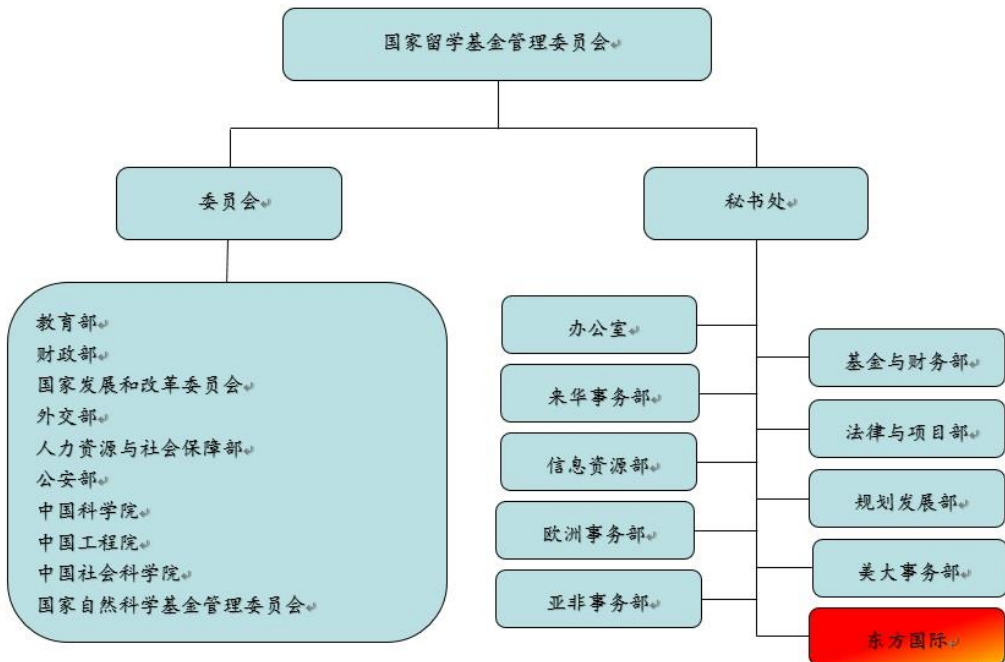 国家留学基金管理委员会
委员会
秘书处
教育部
财政部
国家发展和改革委员会
外交部
人力资源与社会保障部
公安部
中国科学院
中国工程院
中国社会科学院
国家自然科学基金管理委员会
办公室
来华事务部
信息资源部
欧洲事务部
亚非事务部
基金与财务部
法律与项目部
规划发展部
美大事务部
东方国际